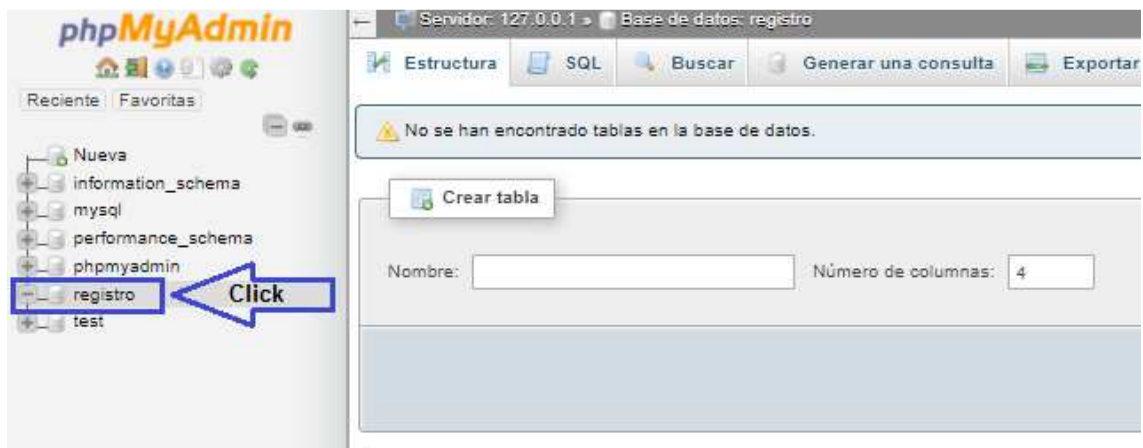 phpMyAdmin
Reciente Favoritas
Nueva
information_schema
mysql
performance_schema
phpmyadmin
registro
Click
test
Servidor: 127.0.0.1 » Base de datos: registro
Estructura SQL Buscar Generar una consulta Exportar
No se han encontrado tablas en la base de datos.
Crear tabla
Nombre: Número de columnas: 4